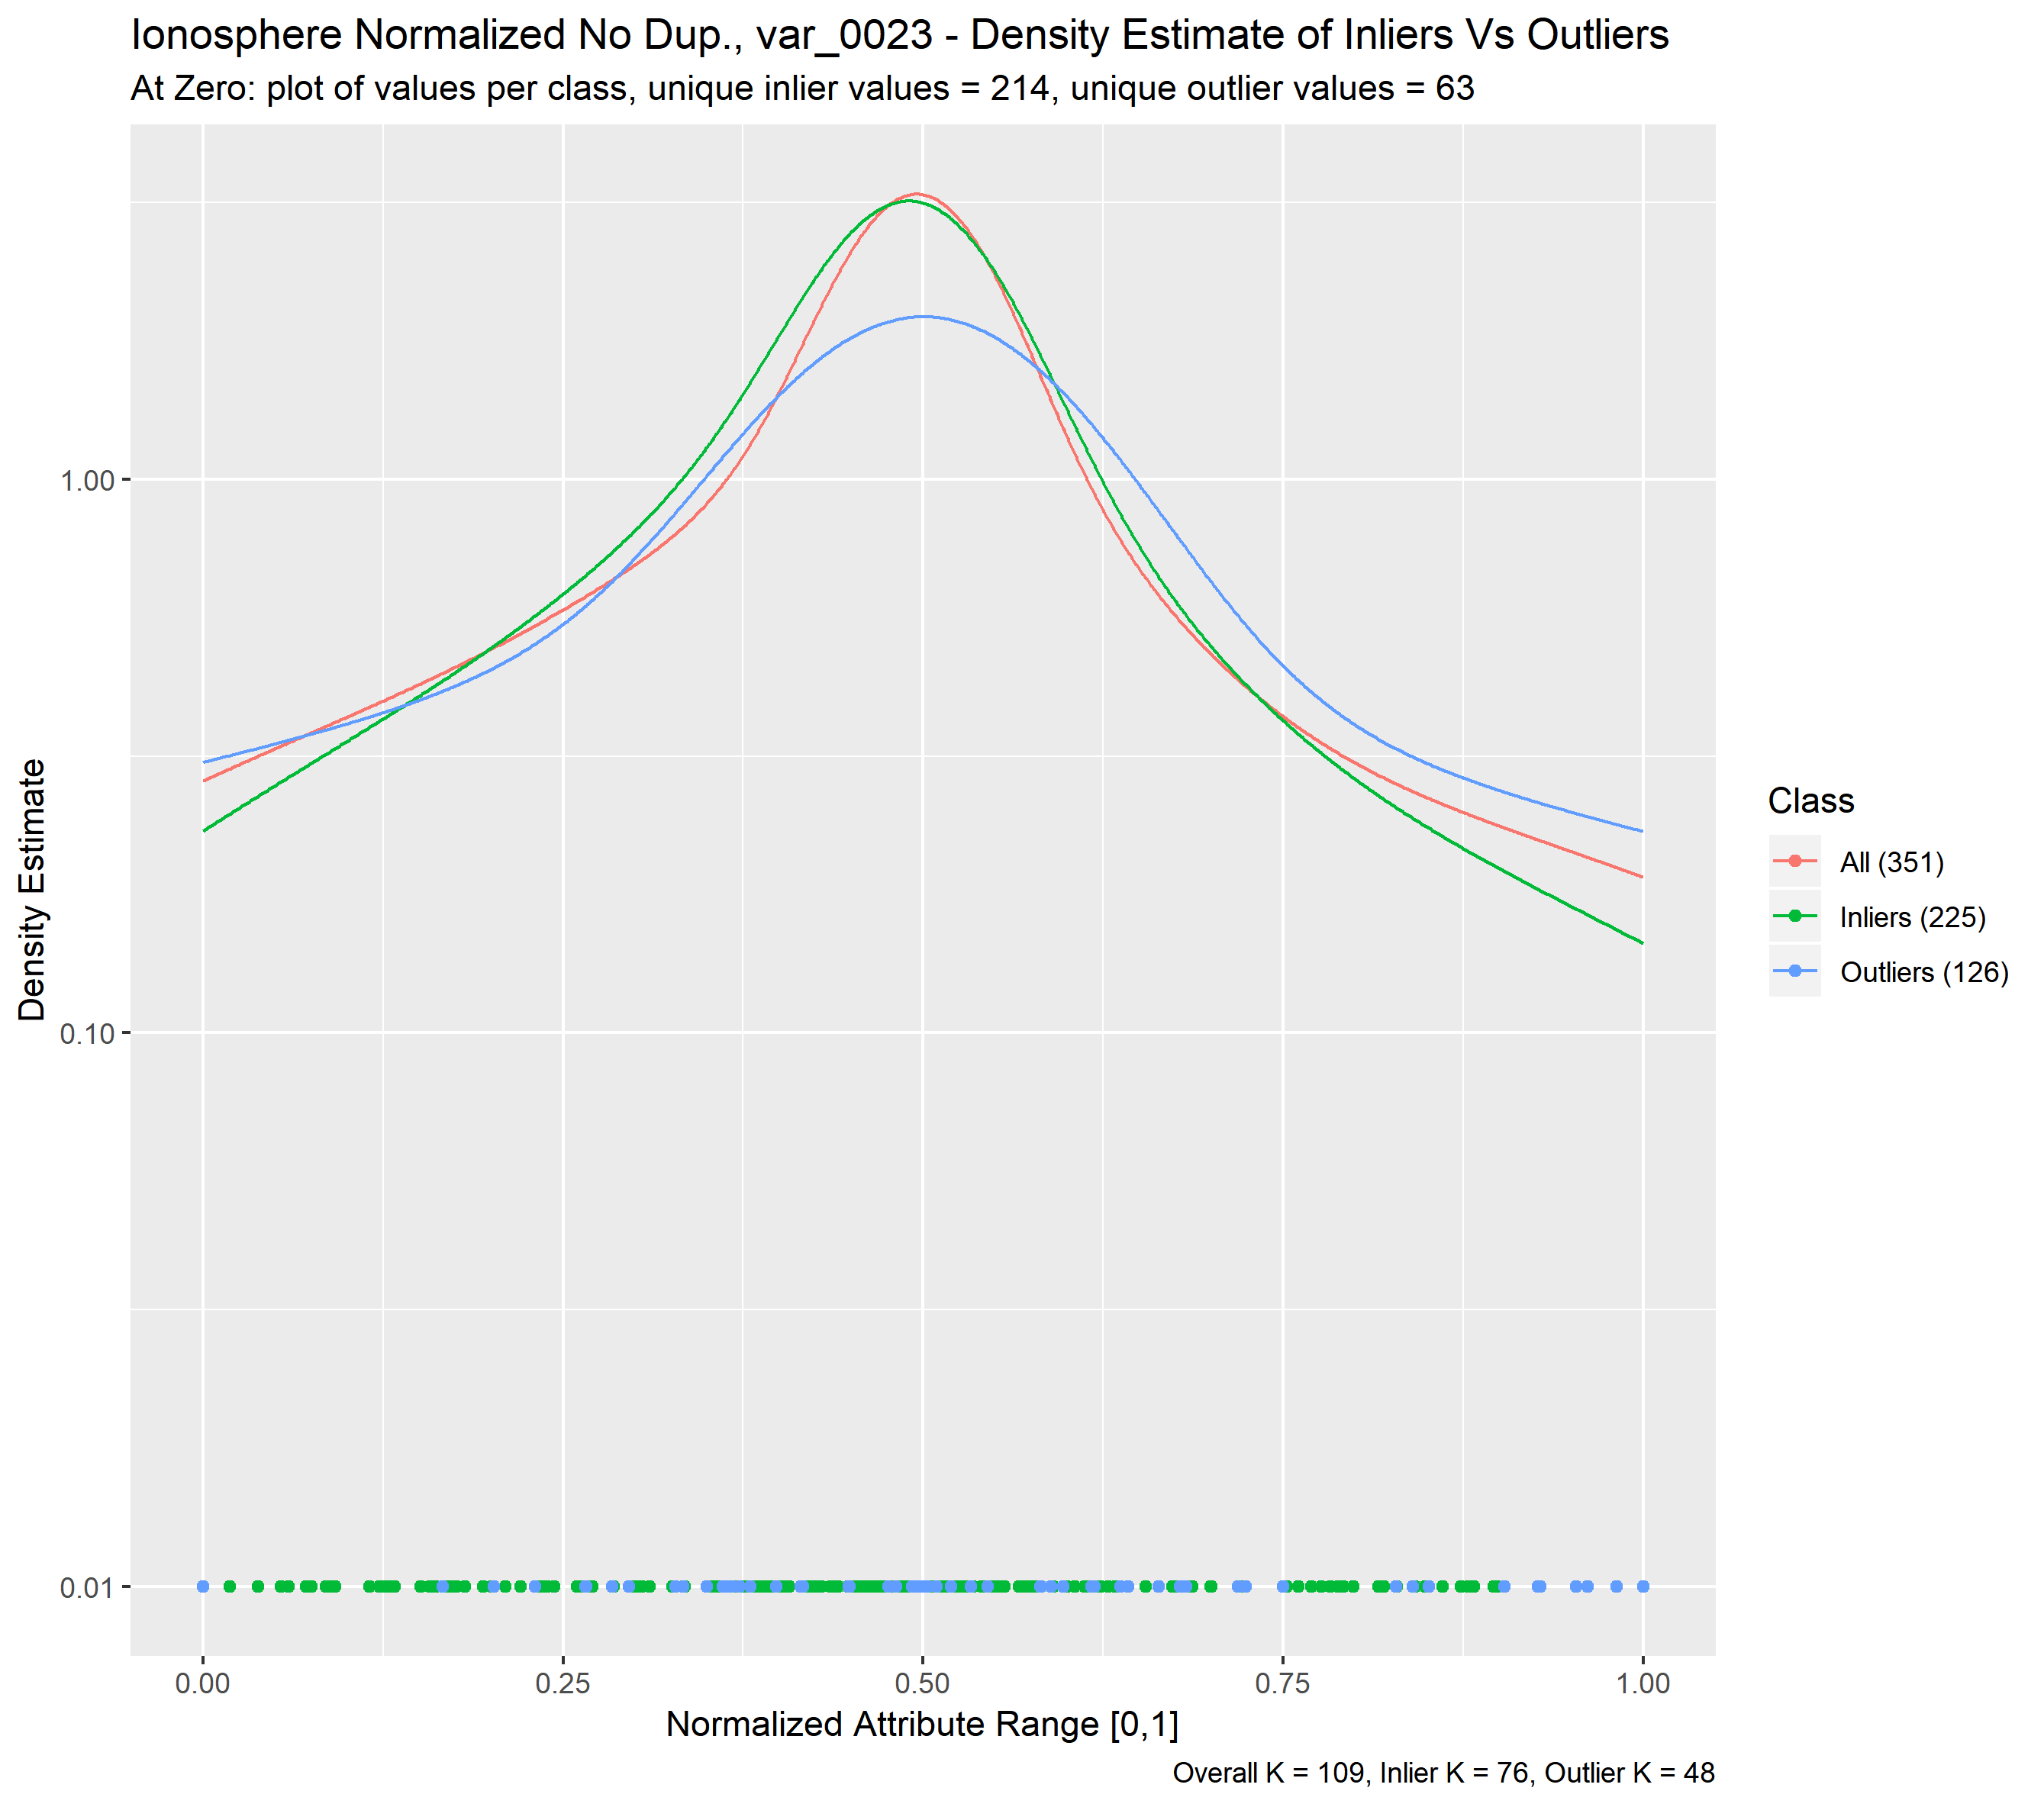 Ionosphere Normalized No Dup., var_0023 - Density Estimate of Inliers Vs Outliers
At Zero: plot of values per class, unique inlier values = 214, unique outlier values = 63
Density Estimate
1.00
0.10
0.01
0.00
0.25
0.50
0.75
1.00
Normalized Attribute Range [0,1]
Class
All (351)
Inliers (225)
Outliers (126)
Overall K = 109, Inlier K = 76, Outlier K = 48